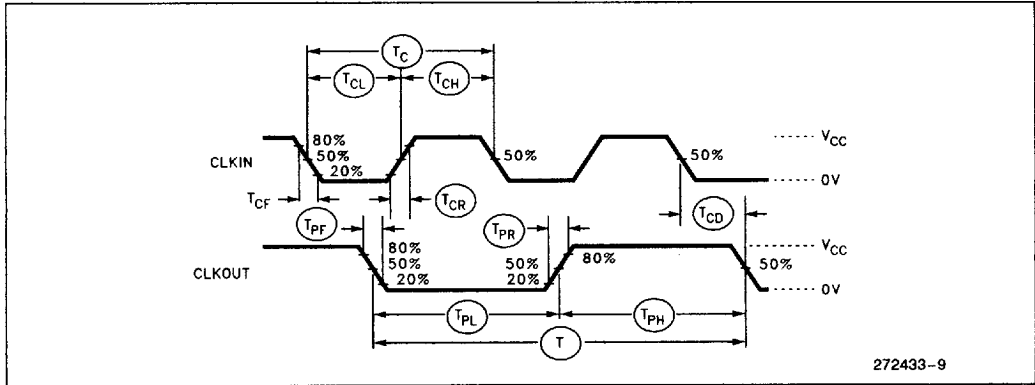 T_C
T_CL T_CH
80%
50%
20%
CLKIN
50%
50%
V_CC
0V
T_CF
T_CR
T_CD
T_PF
T_PR
80%
50%
20%
CLKOUT
50%
20%
80%
50%
V_CC
0V
T_PL T_PH
T
272433-9